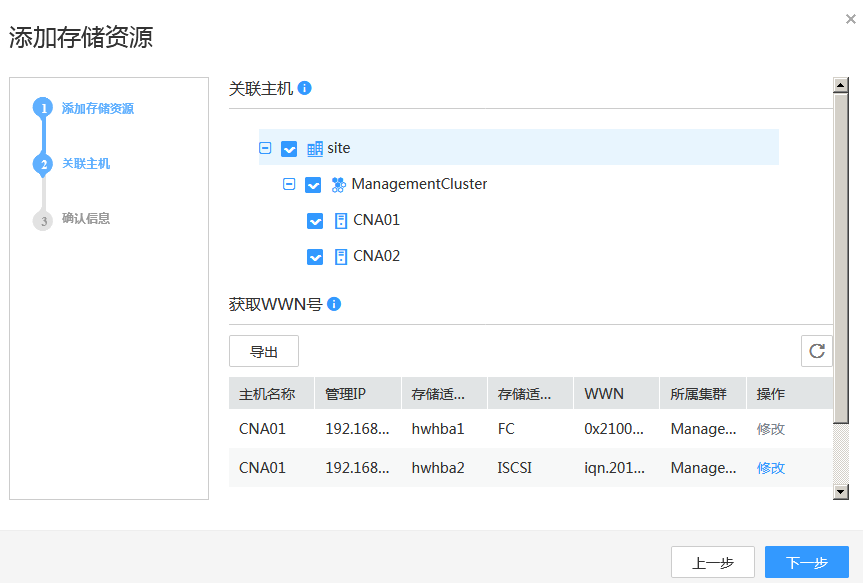 添加存储资源
1 添加存储资源
2 关联主机
3 确认信息
关联主机
site
ManagementCluster
CNA01
CNA02
获取WWN号
导出
主机名称 管理IP 存储适... 存储适... WWN 所属集群 操作
CNA01 192.168... hwhba1 FC 0x2100... Manage... 修改
CNA01 192.168... hwhba2 ISCSI iqn.201... Manage... 修改
上一步 下一步